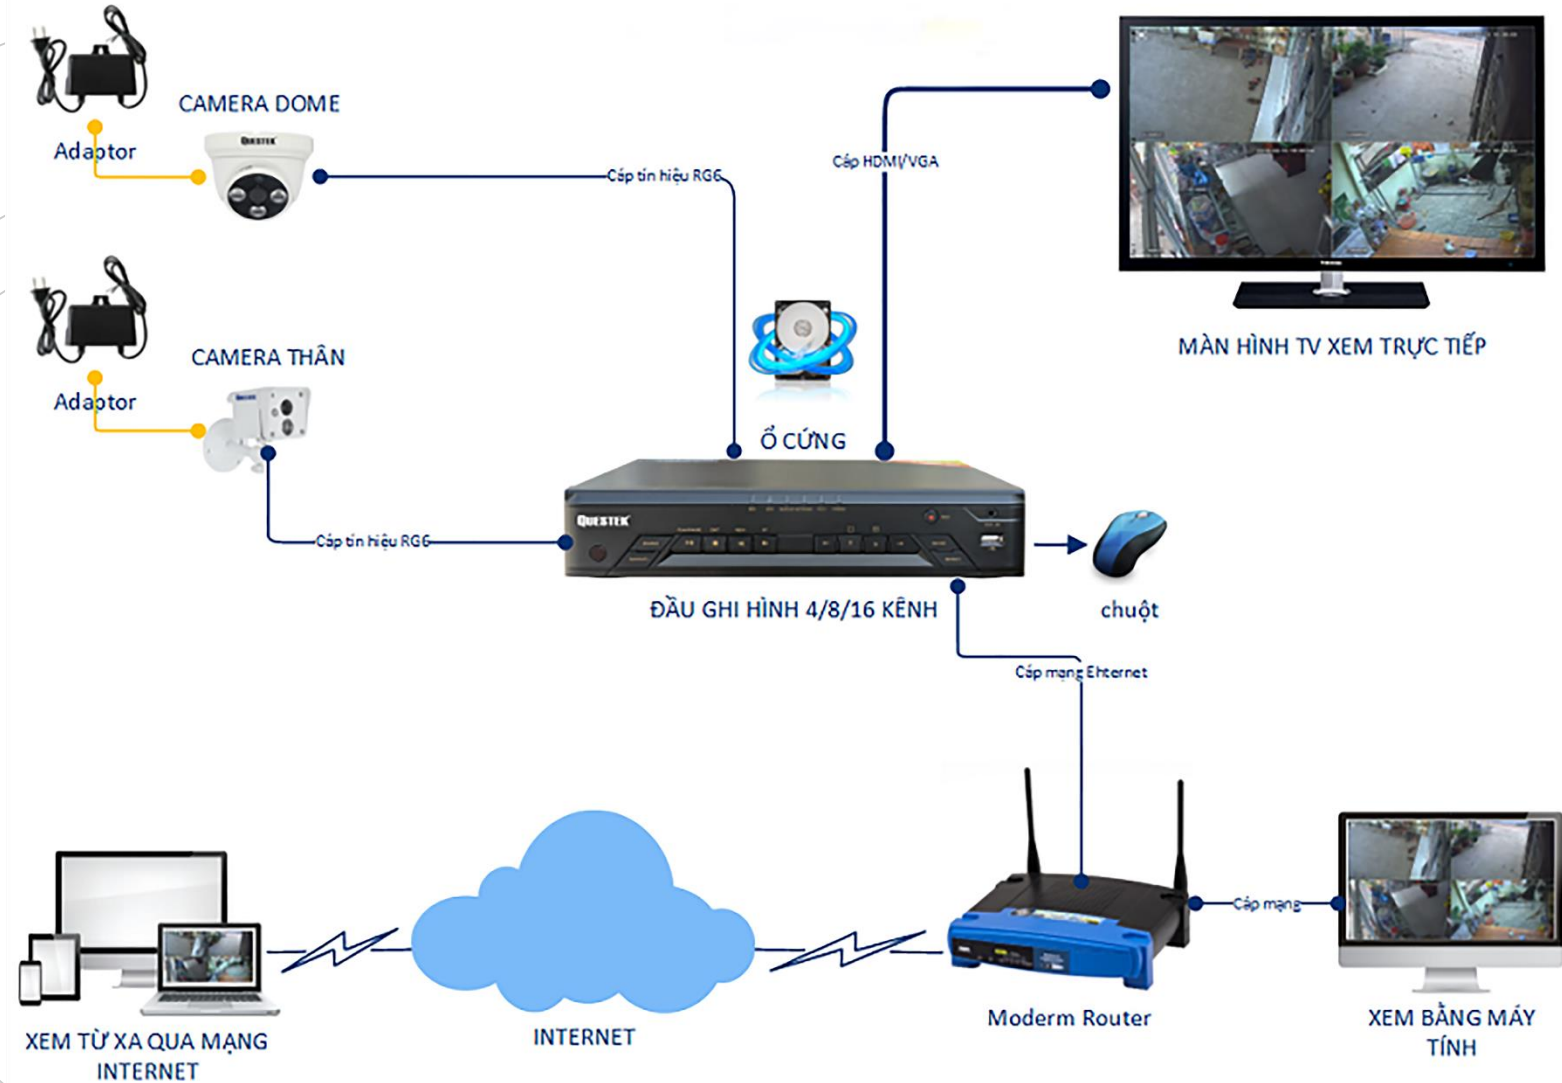 CAMERA DOME
QUESTEK
Adaptor
Cáp tín hiệu RG6
Cáp HDMI/VGA
MÀN HÌNH TV XEM TRỰC TIẾP
CAMERA THÂN
Adaptor
Ổ CỨNG
QUESTEK
Cáp tín hiệu RG6
ĐẦU GHI HÌNH 4/8/16 KÊNH
chuột
Cáp mạng Ehternet
Cáp mạng
Moderm Router
XEM BẰNG MÁY
TÍNH
INTERNET
XEM TỪ XA QUA MẠNG
INTERNET